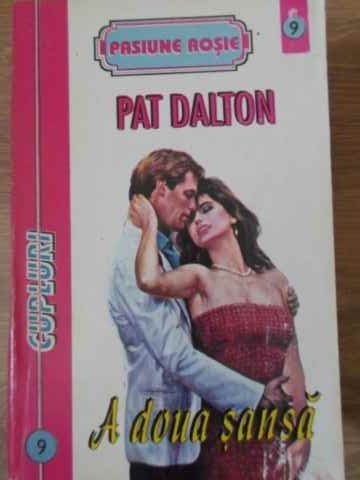 PASIUNE ROȘIE
9
PAT DALTON
CUPLURI
A doua șansă
9